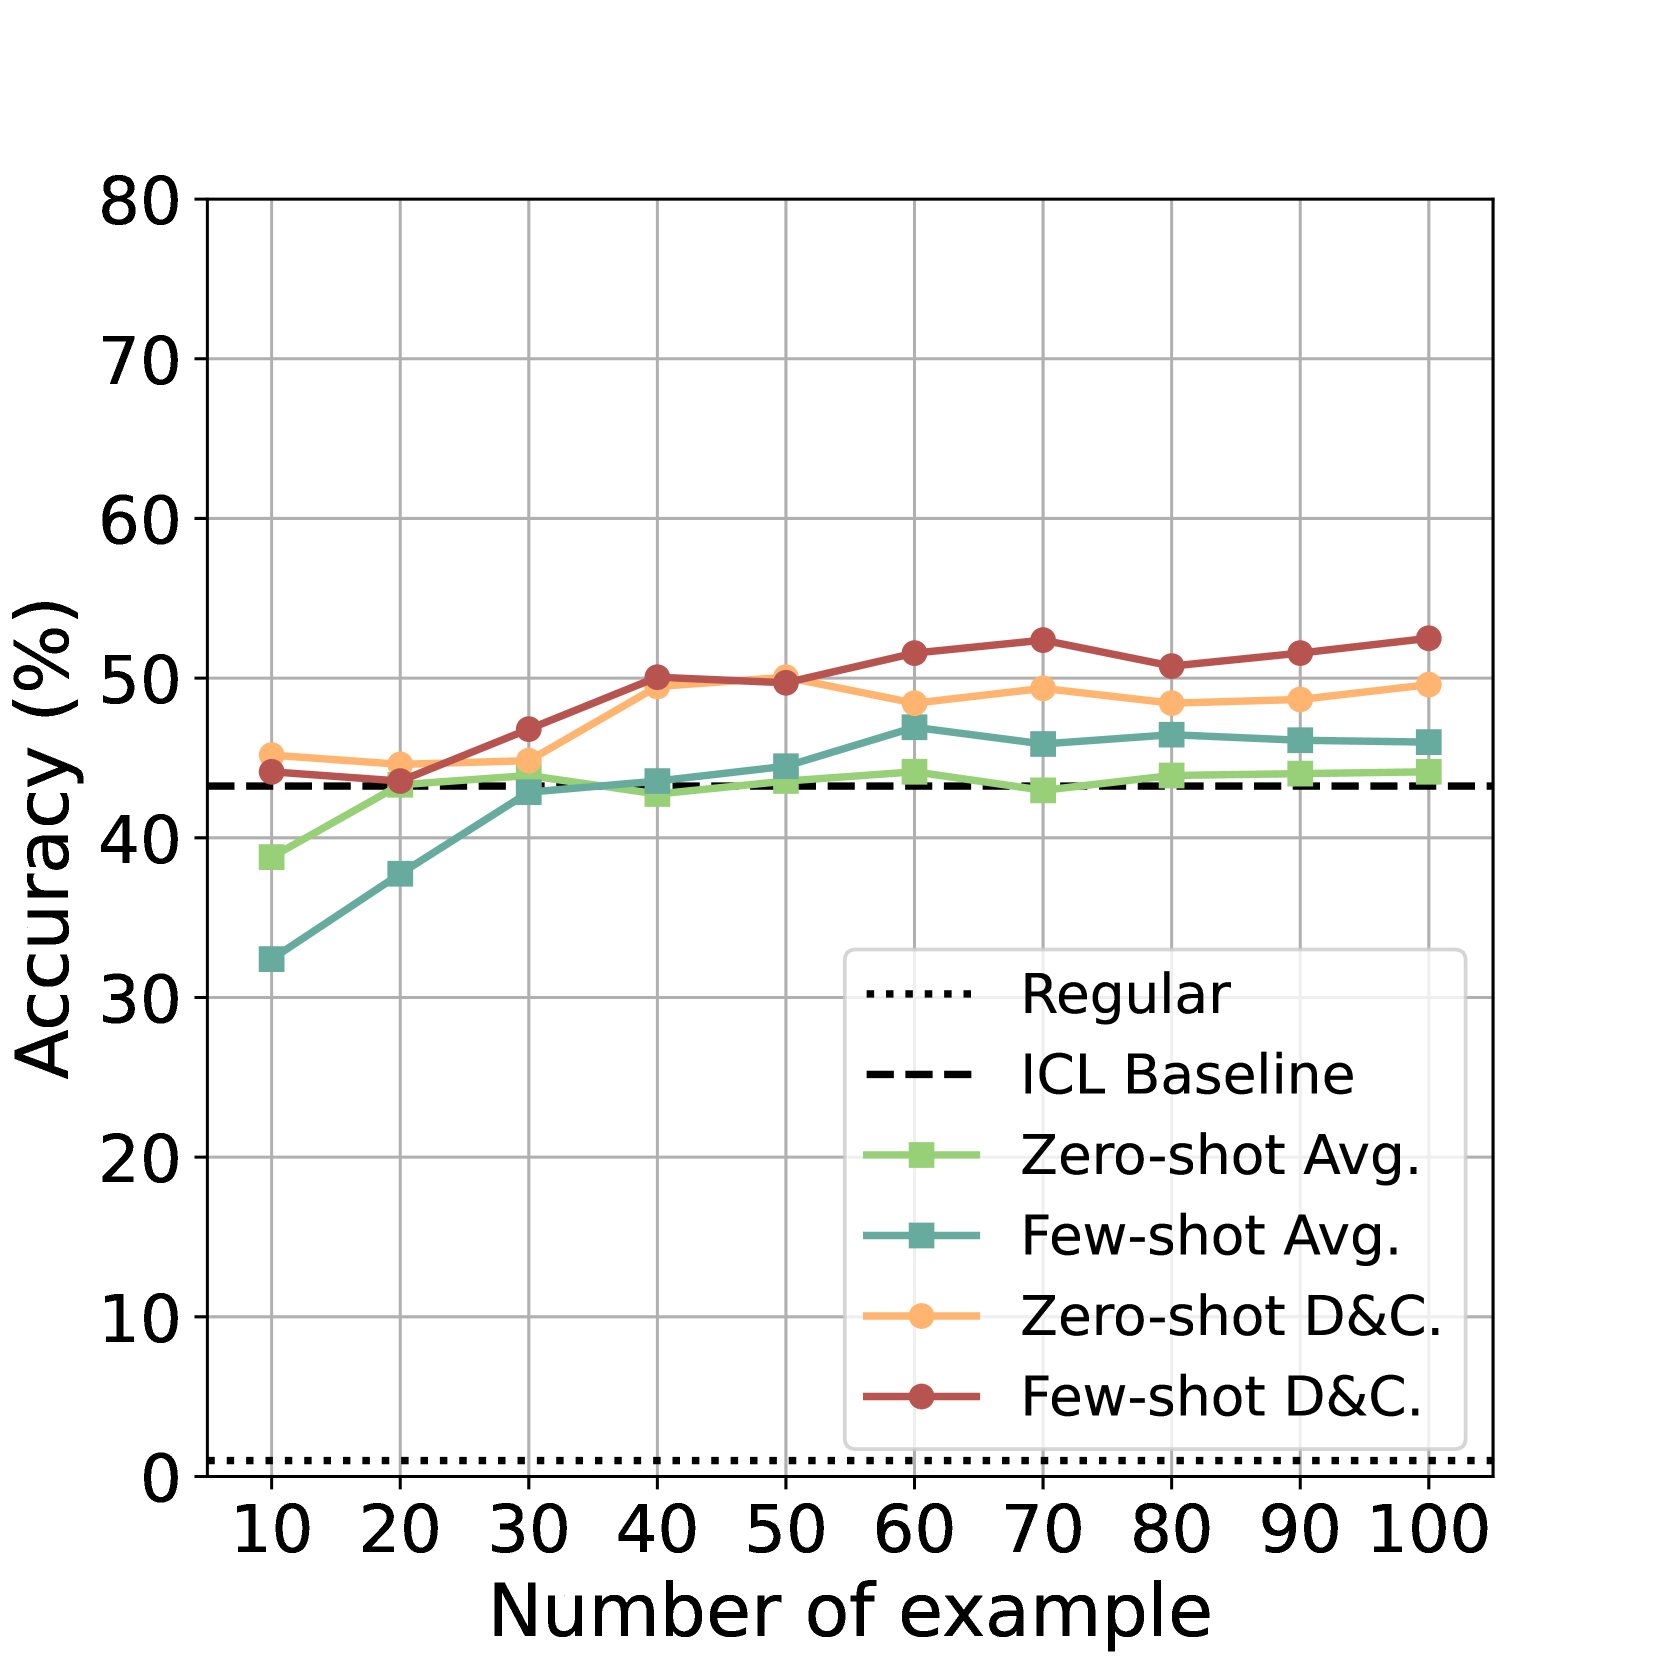 80
70
60
50
40
30
20
10
0
Accuracy (%)
Regular
ICL Baseline
Zero-shot Avg.
Few-shot Avg.
Zero-shot D&C.
Few-shot D&C.
10 20 30 40 50 60 70 80 90 100
Number of example